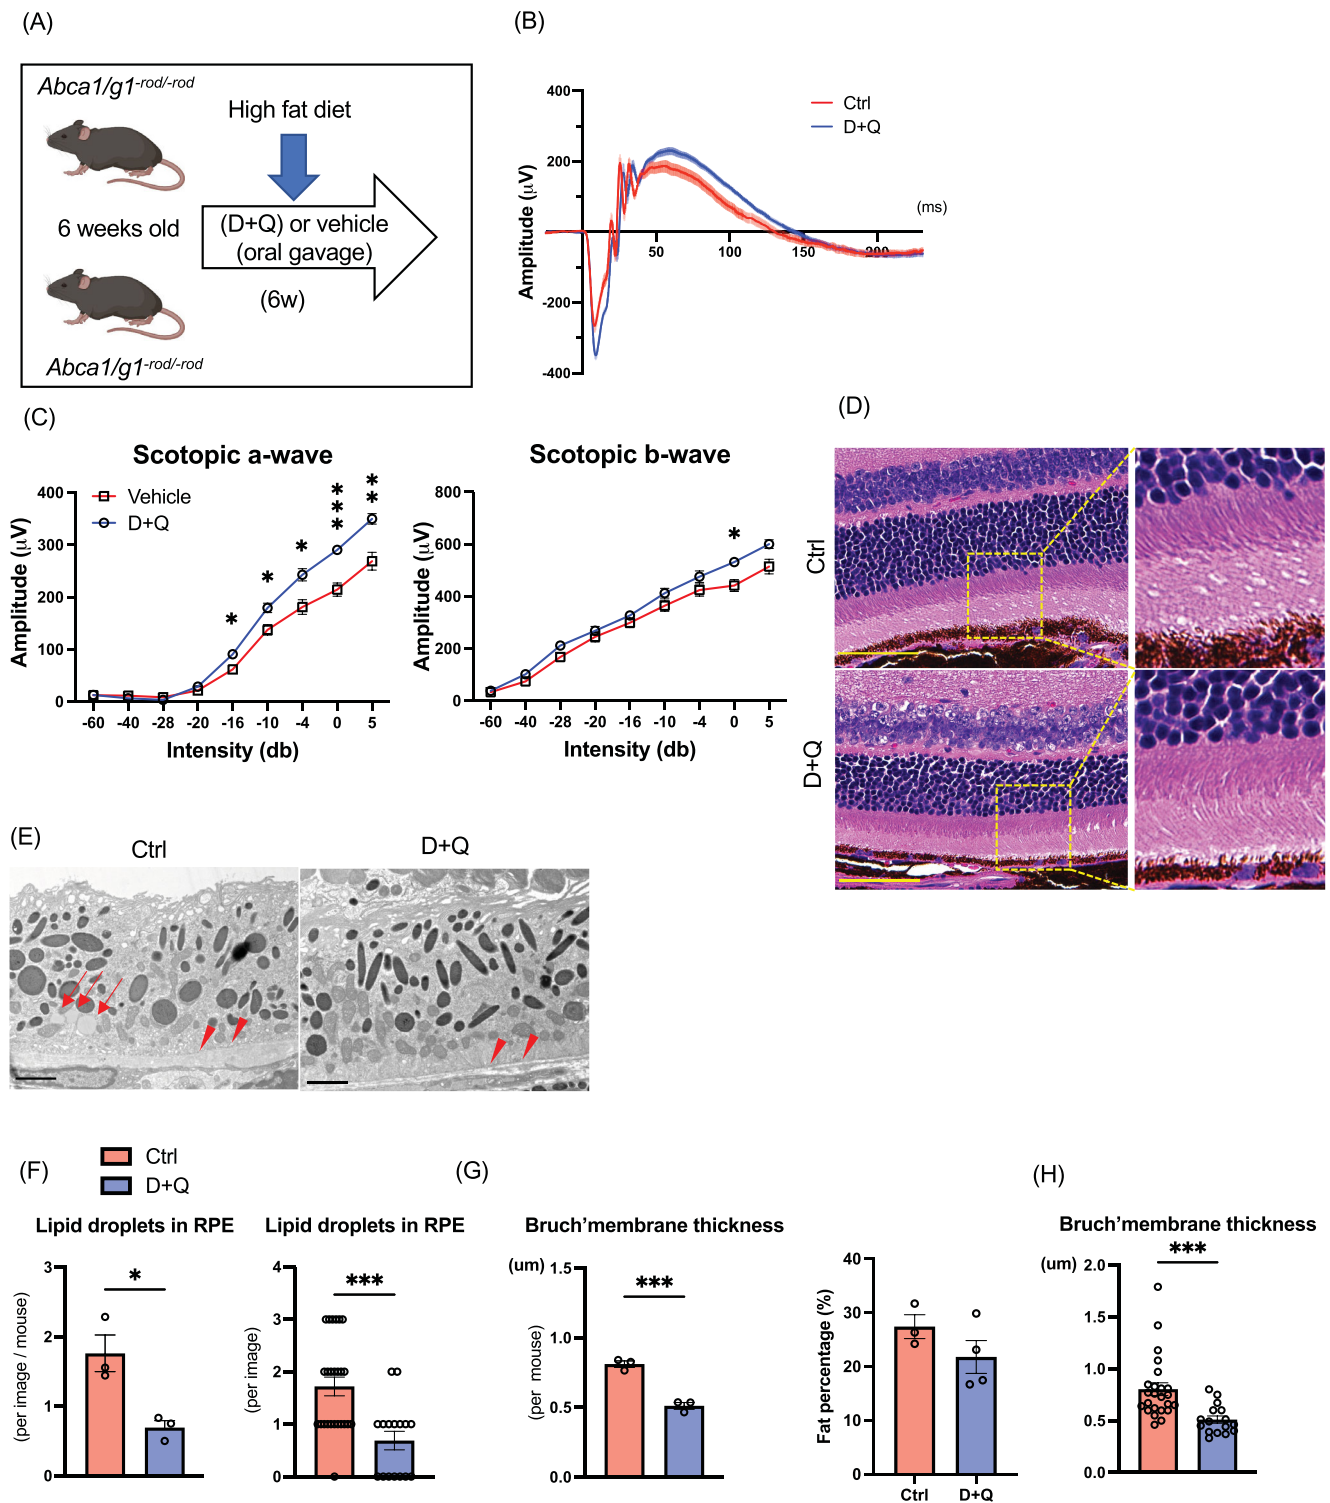 (A)
Abca1/g1-rod/-rod
High fat diet
6 weeks old
(D+Q) or vehicle
(oral gavage)
(6w)
Abca1/g1-rod/-rod
(B)
Ctrl
D+Q
Amplitude (μV)
400
200
-200
-400
50
100
150
200
(ms)
(C)
Scotopic a-wave
Vehicle
D+Q
Amplitude (μV)
400
300
200
100
0
* * * *** **
-60 -40 -28 -20 -16 -10 -4 0 5
Intensity (db)
Scotopic b-wave
Amplitude (μV)
800
600
400
200
0
*
-60 -40 -28 -20 -16 -10 -4 0 5
Intensity (db)
(D)
Ctrl
D+Q
(E)
Ctrl
D+Q
(F)
Ctrl
D+Q
Lipid droplets in RPE
(per image / mouse)
3
2
1
0
*
Lipid droplets in RPE
(per image)
4
3
2
1
0
***
(G)
Bruch'membrane thickness
(um)
(per mouse)
1.5
1.0
0.5
0.0
***
Fat percentage (%)
40
30
20
10
0
Ctrl D+Q
(H)
Bruch'membrane thickness
(um)
2.0
1.5
1.0
0.5
0.0
***